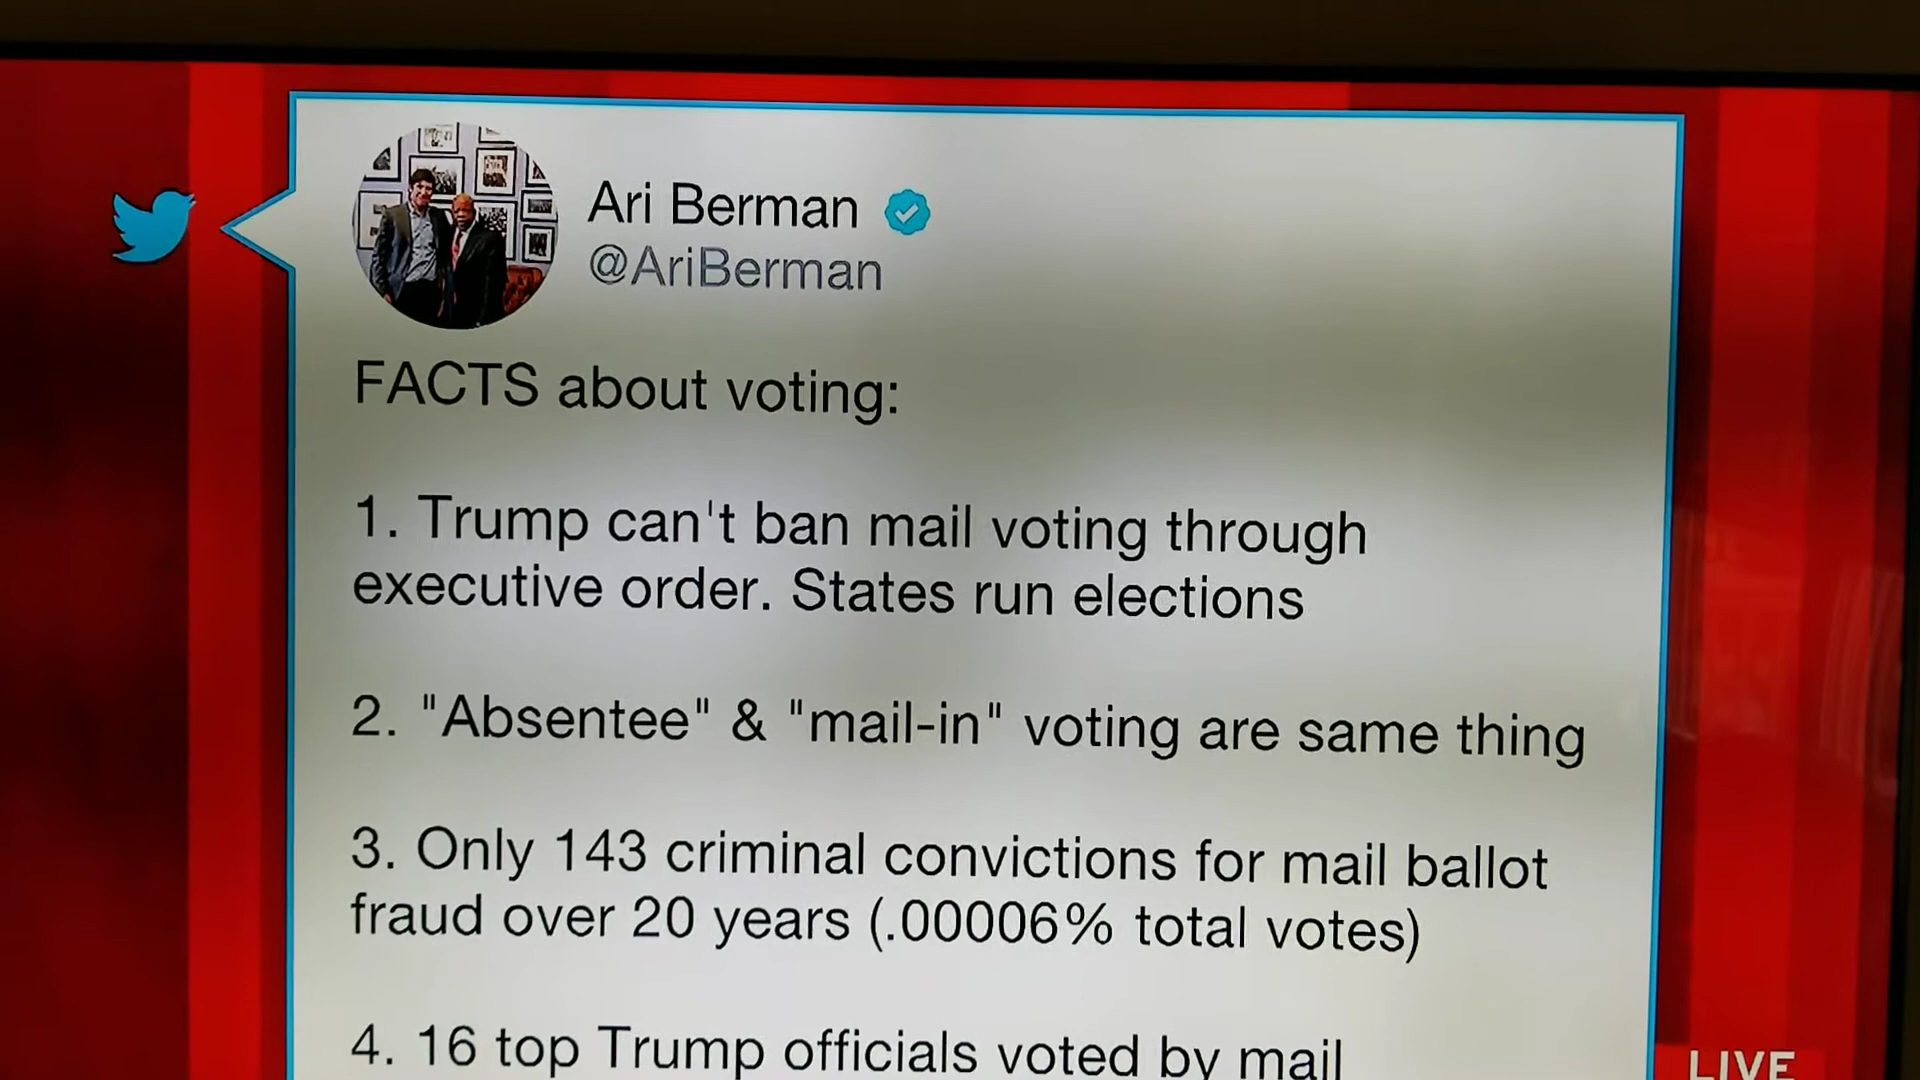 Ari Berman
@AriBerman
FACTS about voting:
1. Trump can't ban mail voting through
executive order. States run elections
2. "Absentee" & "mail-in" voting are same thing
3. Only 143 criminal convictions for mail ballot
fraud over 20 years (.00006% total votes)
4. 16 top Trump officials voted by mail
LIVE